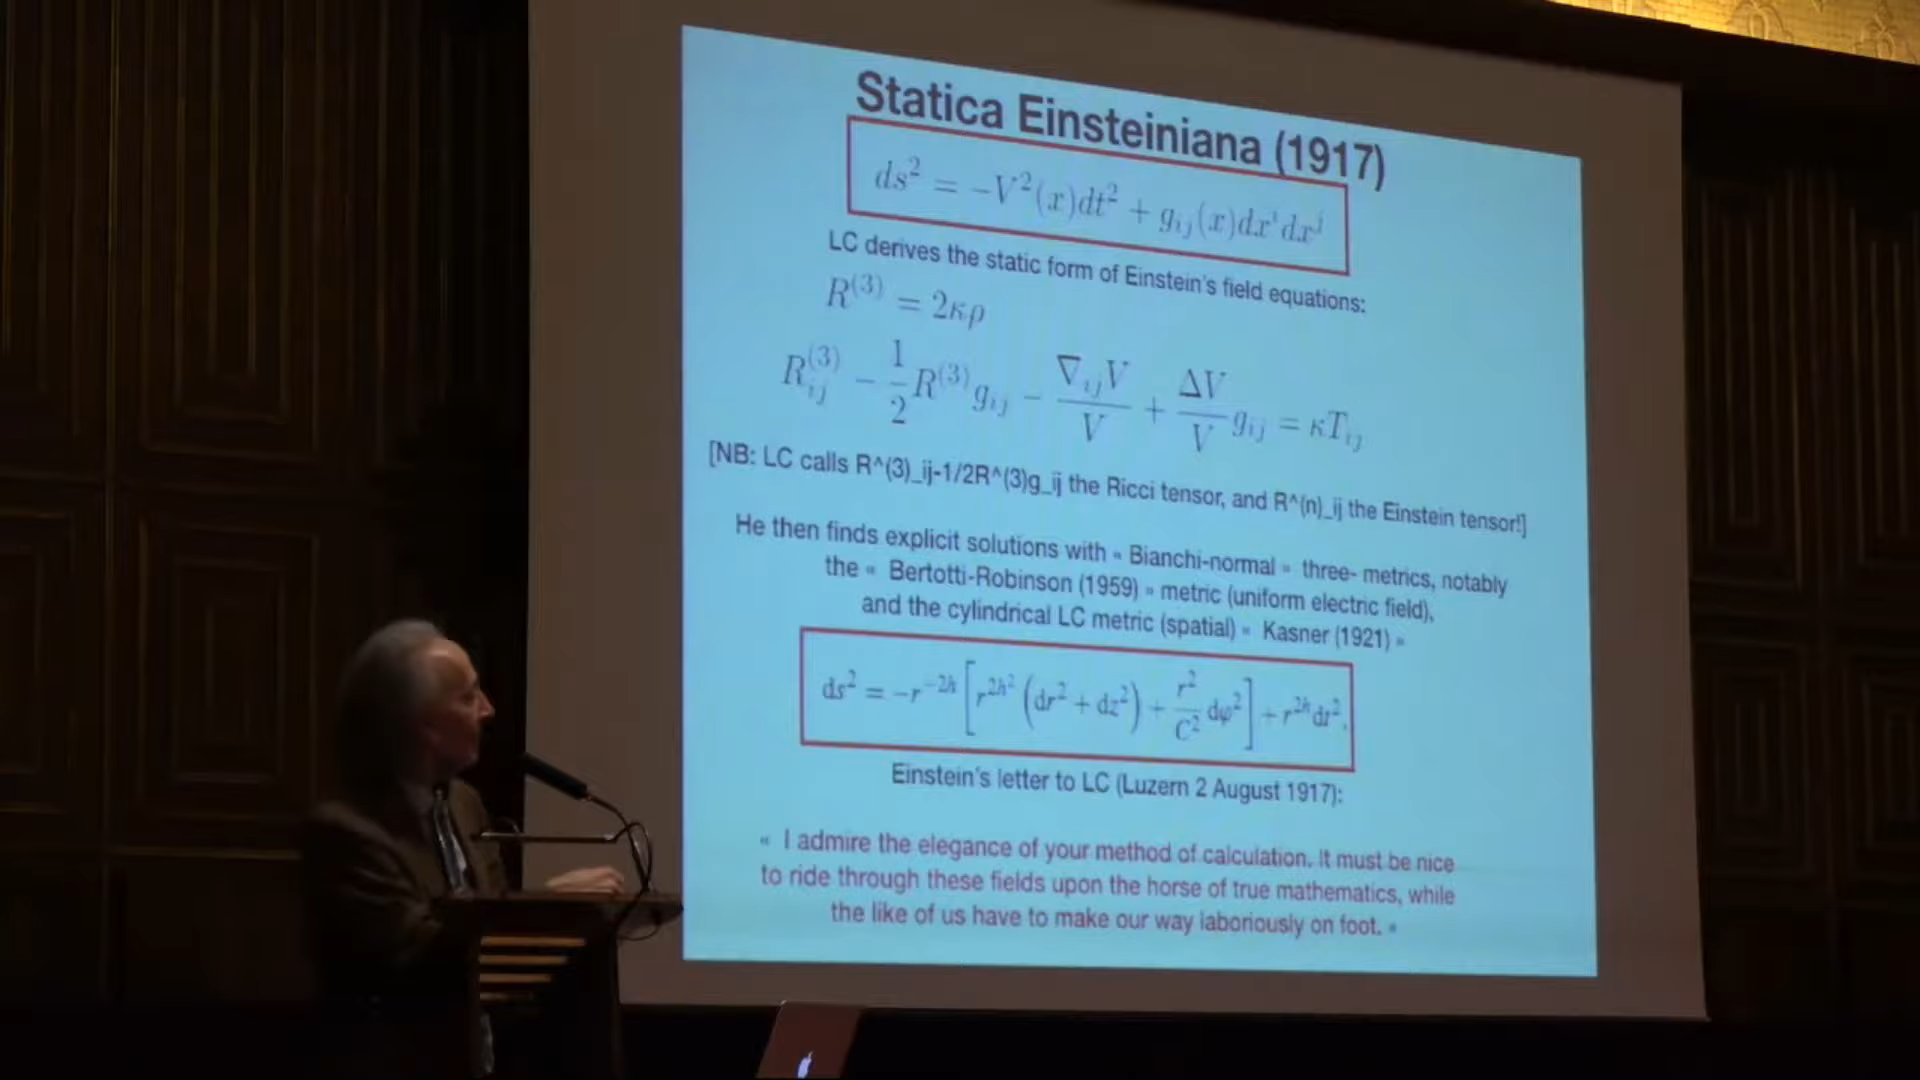 Statica Einsteiniana (1917)
ds² = −V²(x)dt² + g_ij(x)dxⁱdxʲ
LC derives the static form of Einstein's field equations:
R⁽³⁾ = 2κρ
R_ij⁽³⁾ − 1/2 R⁽³⁾ g_ij − ∇_ijV/V + ΔV/V g_ij = κT_ij
[NB: LC calls R^(3)_ij-1/2R^(3)g_ij the Ricci tensor, and R^(n)_ij the Einstein tensor!]
He then finds explicit solutions with « Bianchi-normal » three- metrics, notably
the « Bertotti-Robinson (1959) » metric (uniform electric field),
and the cylindrical LC metric (spatial) « Kasner (1921) »
ds² = −r^−2h [r^2h² (dr² + dz²) + r²/C² dφ²] + r^2h dt².
Einstein's letter to LC (Luzern 2 August 1917):
« I admire the elegance of your method of calculation. It must be nice
to ride through these fields upon the horse of true mathematics, while
the like of us have to make our way laboriously on foot. »